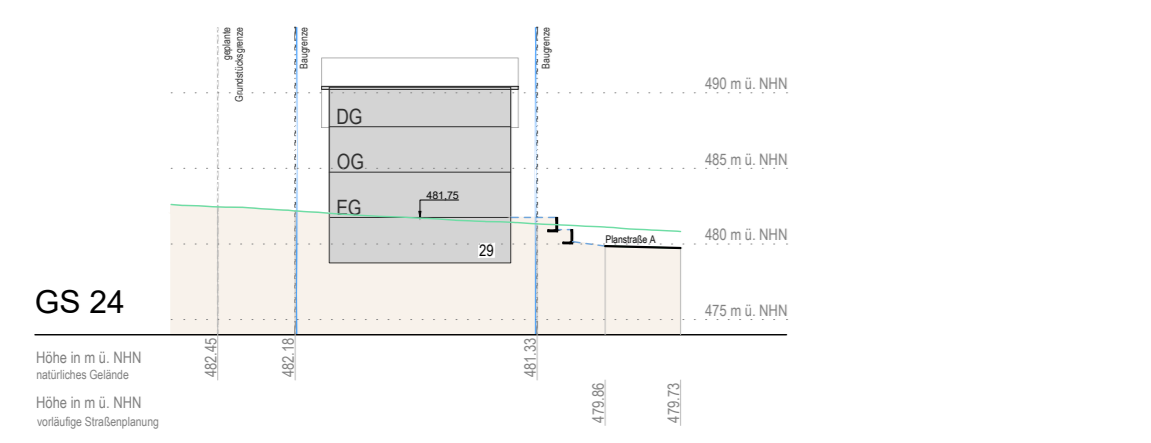 geplante
Grundstücksgrenze
Baugrenze
Baugrenze
490 m ü. NHN
DG
485 m ü. NHN
OG
481.75
EG
480 m ü. NHN
Planstraße A
29
475 m ü. NHN
GS 24
Höhe in m ü. NHN
natürliches Gelände
482.45
482.18
481.33
Höhe in m ü. NHN
vorläufige Straßenplanung
479.86
479.73